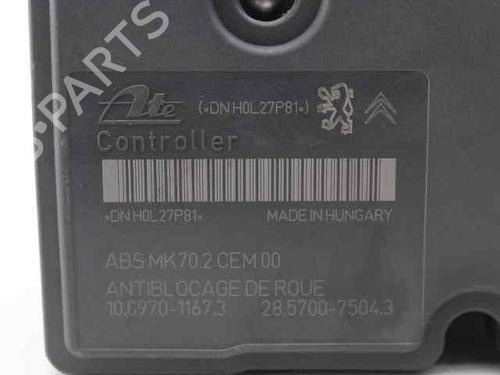 Ate (*DN H0L27P81*)
Controller
*DN H0L27P81* MADE IN HUNGARY
ABS MK70.2 CEM 00
ANTIBLOCAGE DE ROUE
10.0970-1167.3 28.5700-7504.3
B-PARTS